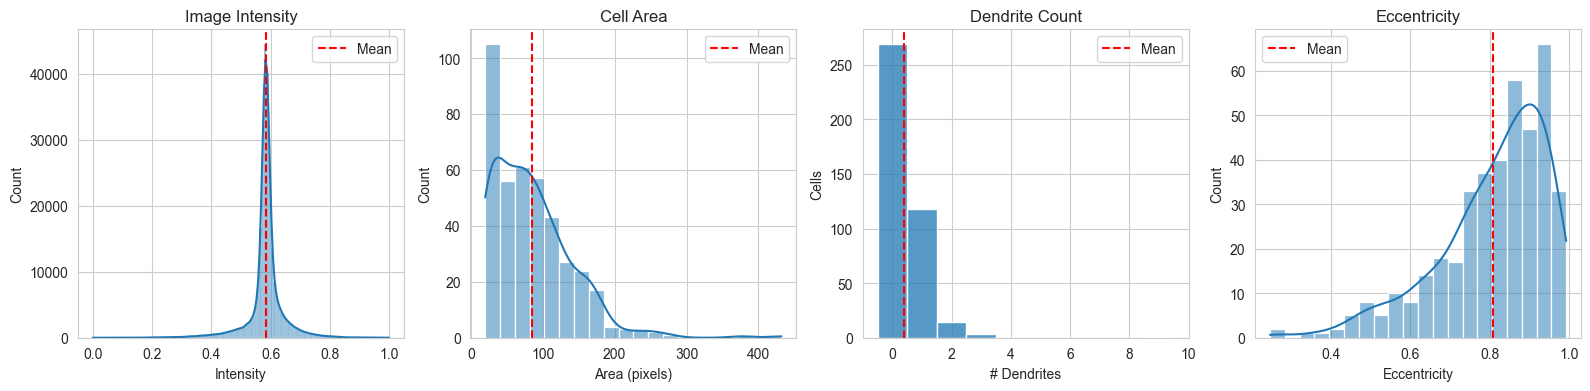 Image Intensity
Count
40000
30000
20000
10000
0
0.0 0.2 0.4 0.6 0.8 1.0
Intensity
Mean
Cell Area
Count
100
80
60
40
20
0
0 100 200 300 400
Area (pixels)
Mean
Dendrite Count
Cells
250
200
150
100
50
0
0 2 4 6 8 10
# Dendrites
Mean
Eccentricity
Count
60
50
40
30
20
10
0
0.4 0.6 0.8 1.0
Eccentricity
Mean